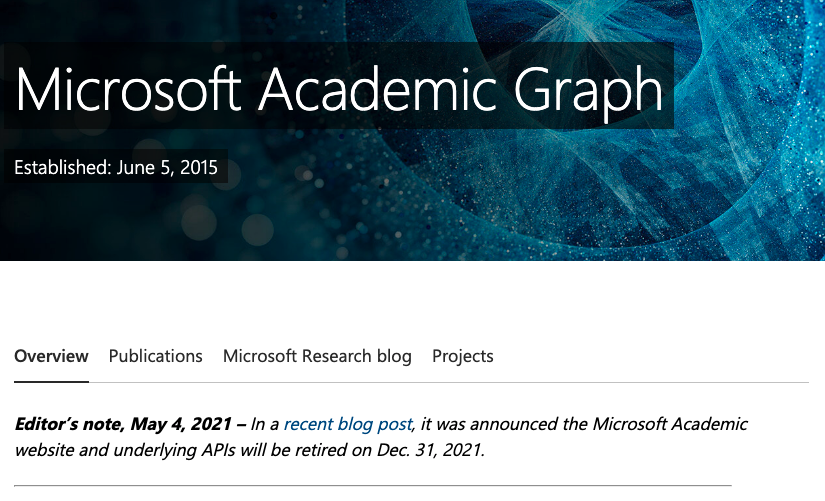 Microsoft Academic Graph
Established: June 5, 2015
Overview Publications Microsoft Research blog Projects
Editor’s note, May 4, 2021 – In a recent blog post, it was announced the Microsoft Academic
website and underlying APIs will be retired on Dec. 31, 2021.